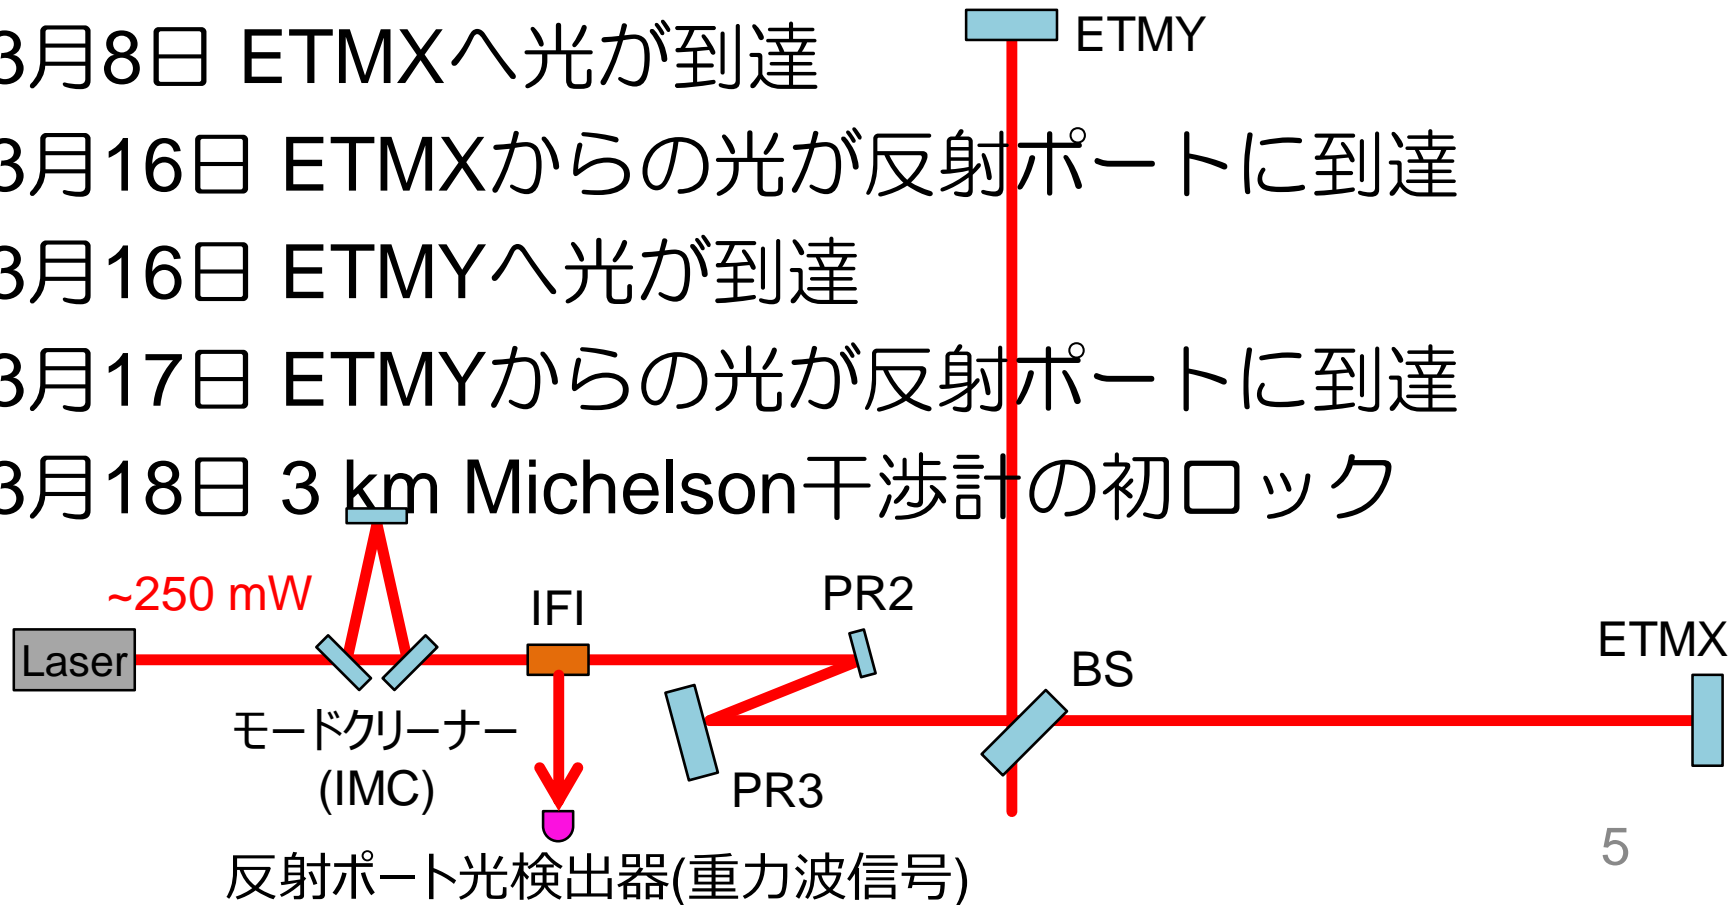 3月8日 ETMXへ光が到達
ETMY
3月16日 ETMXからの光が反射ポートに到達
3月16日 ETMYへ光が到達
3月17日 ETMYからの光が反射ポートに到達
3月18日 3 km Michelson干渉計の初ロック
~250 mW
IFI
PR2
ETMX
Laser
BS
モードクリーナー
(IMC)
PR3
反射ポート光検出器(重力波信号)
5